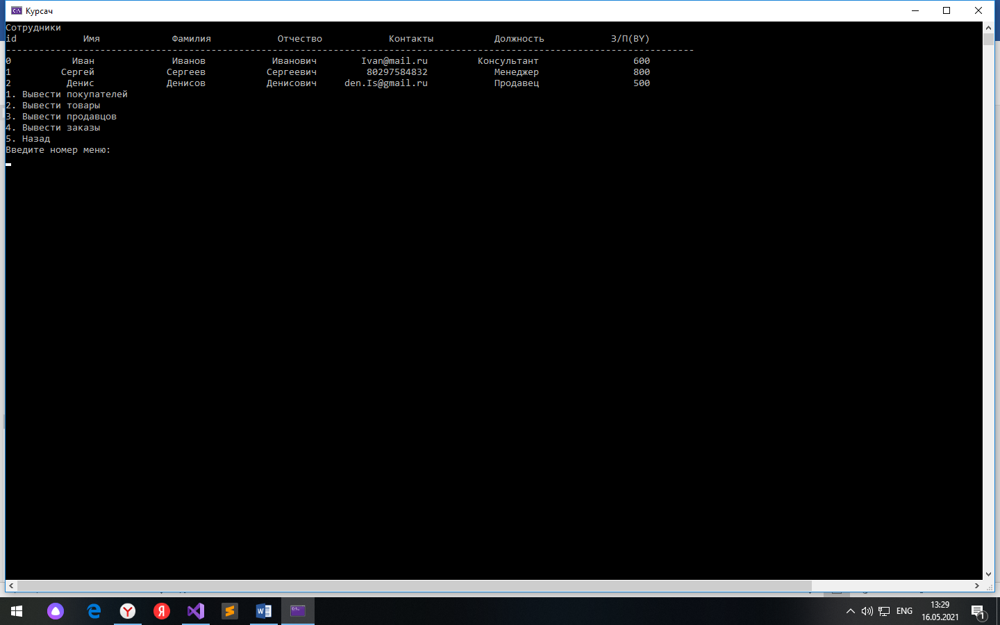 Курсач
Сотрудники
id Имя Фамилия Отчество Контакты Должность З/П(BY)
----------------------------------------------------------------------------------------------------------------------------
0 Иван Иванов Иванович Ivan@mail.ru Консультант 600
1 Сергей Сергеев Сергеевич 80297584832 Менеджер 800
2 Денис Денисов Денисович den.Is@gmail.ru Продавец 500
1. Вывести покупателей
2. Вывести товары
3. Вывести продавцов
4. Вывести заказы
5. Назад
Введите номер меню:
ENG
13:29
16.05.2021
1